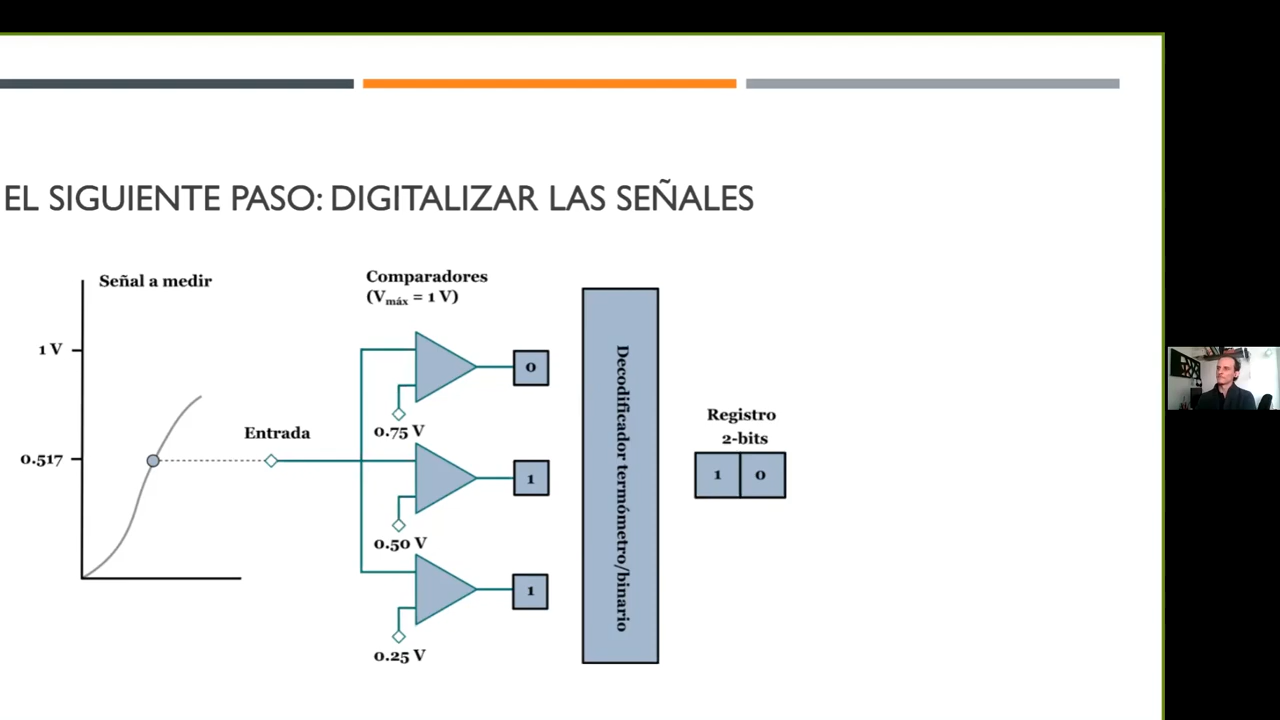 EL SIGUIENTE PASO: DIGITALIZAR LAS SEÑALES
Señal a medir
1 V
0.517
Entrada
Comparadores
(Vmáx = 1 V)
0
0.75 V
1
0.50 V
1
0.25 V
Decodificador termómetro/binario
Registro
2-bits
1 0